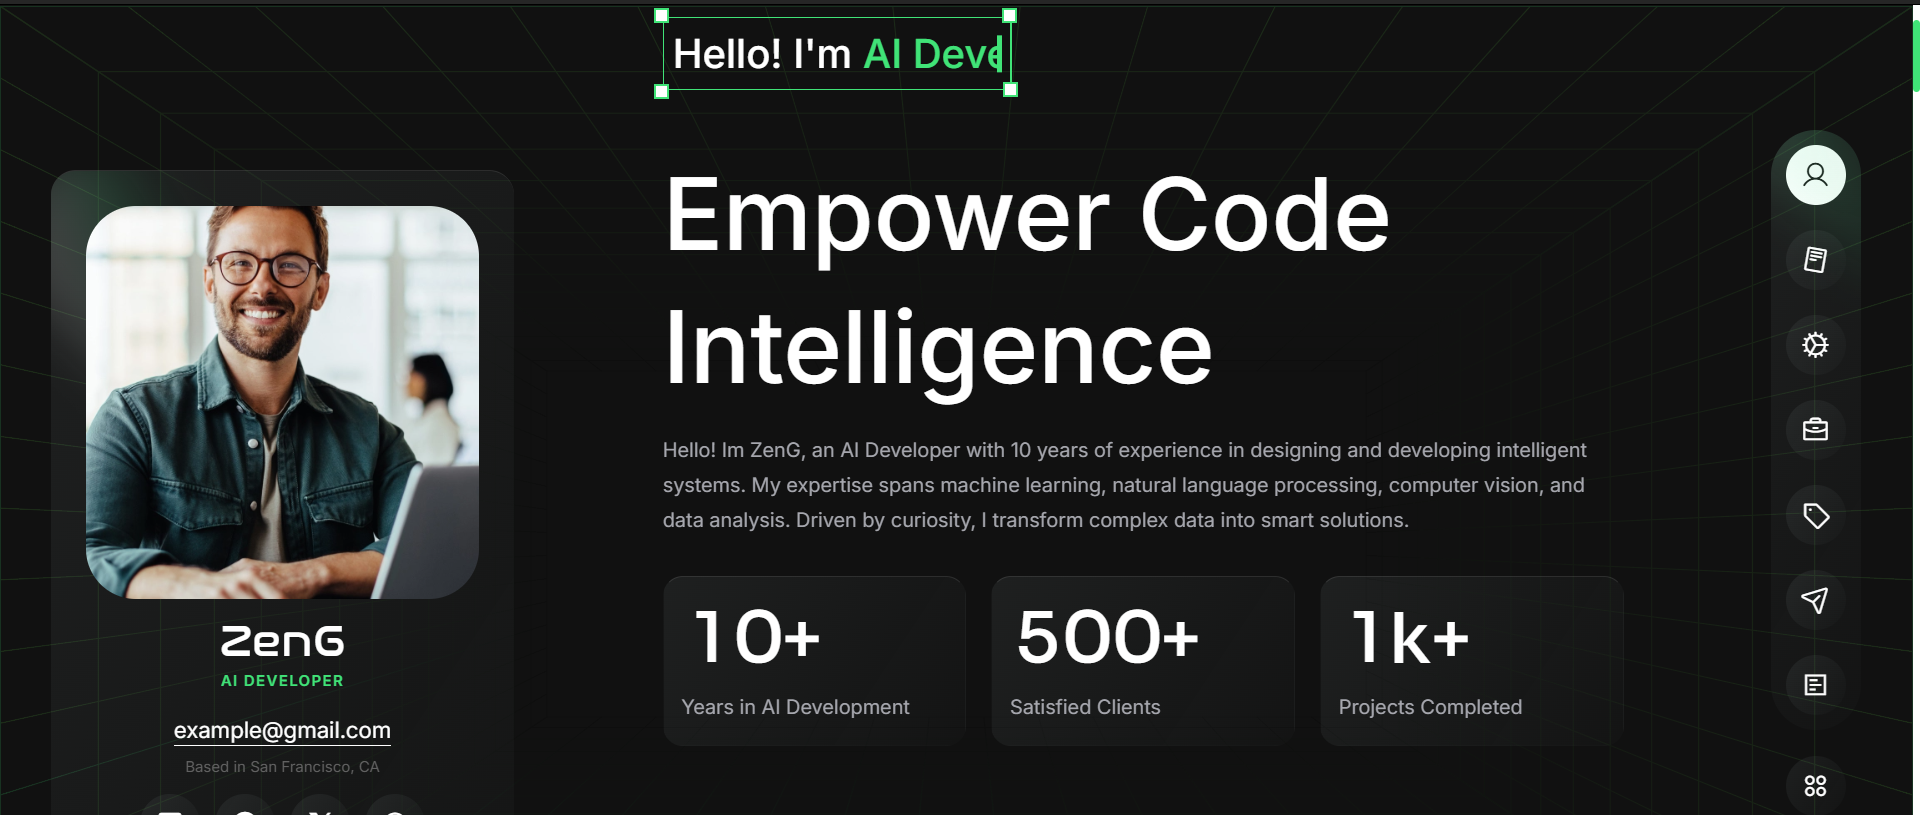 Hello! I'm AI Deve
Empower Code
Intelligence
Hello! Im ZenG, an AI Developer with 10 years of experience in designing and developing intelligent
systems. My expertise spans machine learning, natural language processing, computer vision, and
data analysis. Driven by curiosity, I transform complex data into smart solutions.
10+
Years in AI Development
500+
Satisfied Clients
1k+
Projects Completed
ZenG
AI DEVELOPER
example@gmail.com
Based in San Francisco, CA